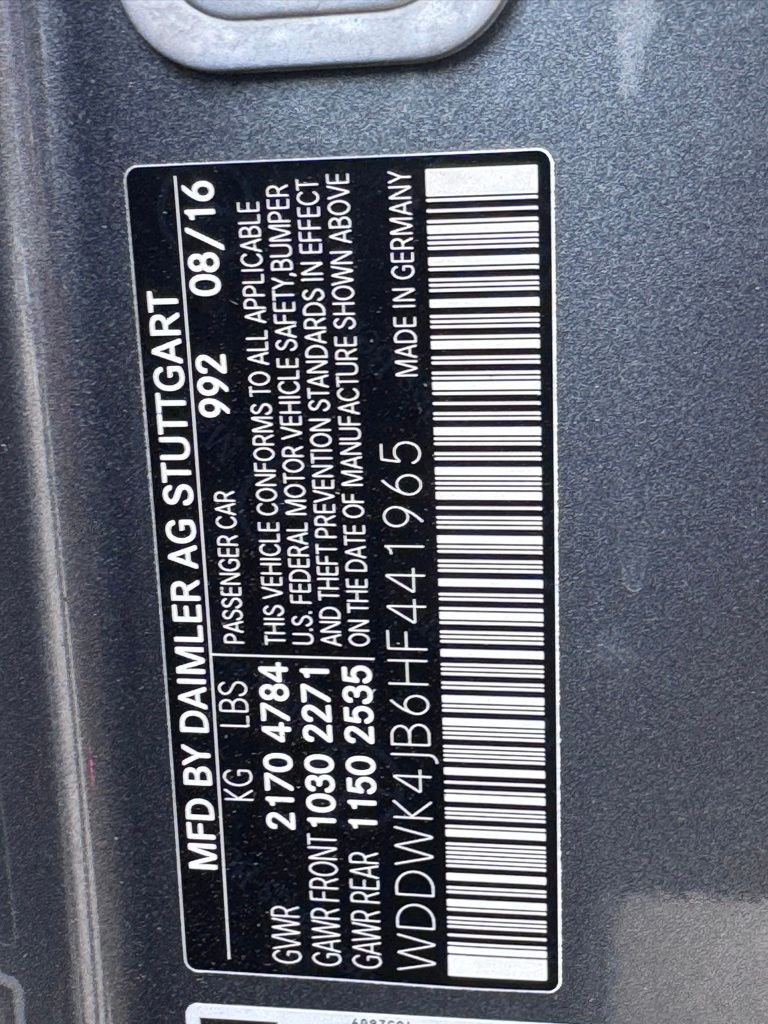 MFD BY DAIMLER AG STUTTGART
KG LBS PASSENGER CAR 992 08/16
GVWR 2170 4784 THIS VEHICLE CONFORMS TO ALL APPLICABLE
GAWR FRONT 1030 2271 U.S. FEDERAL MOTOR VEHICLE SAFETY,BUMPER
GAWR REAR 1150 2535 AND THEFT PREVENTION STANDARDS IN EFFECT
ON THE DATE OF MANUFACTURE SHOWN ABOVE
WDDWK4JB6HF441965 MADE IN GERMANY